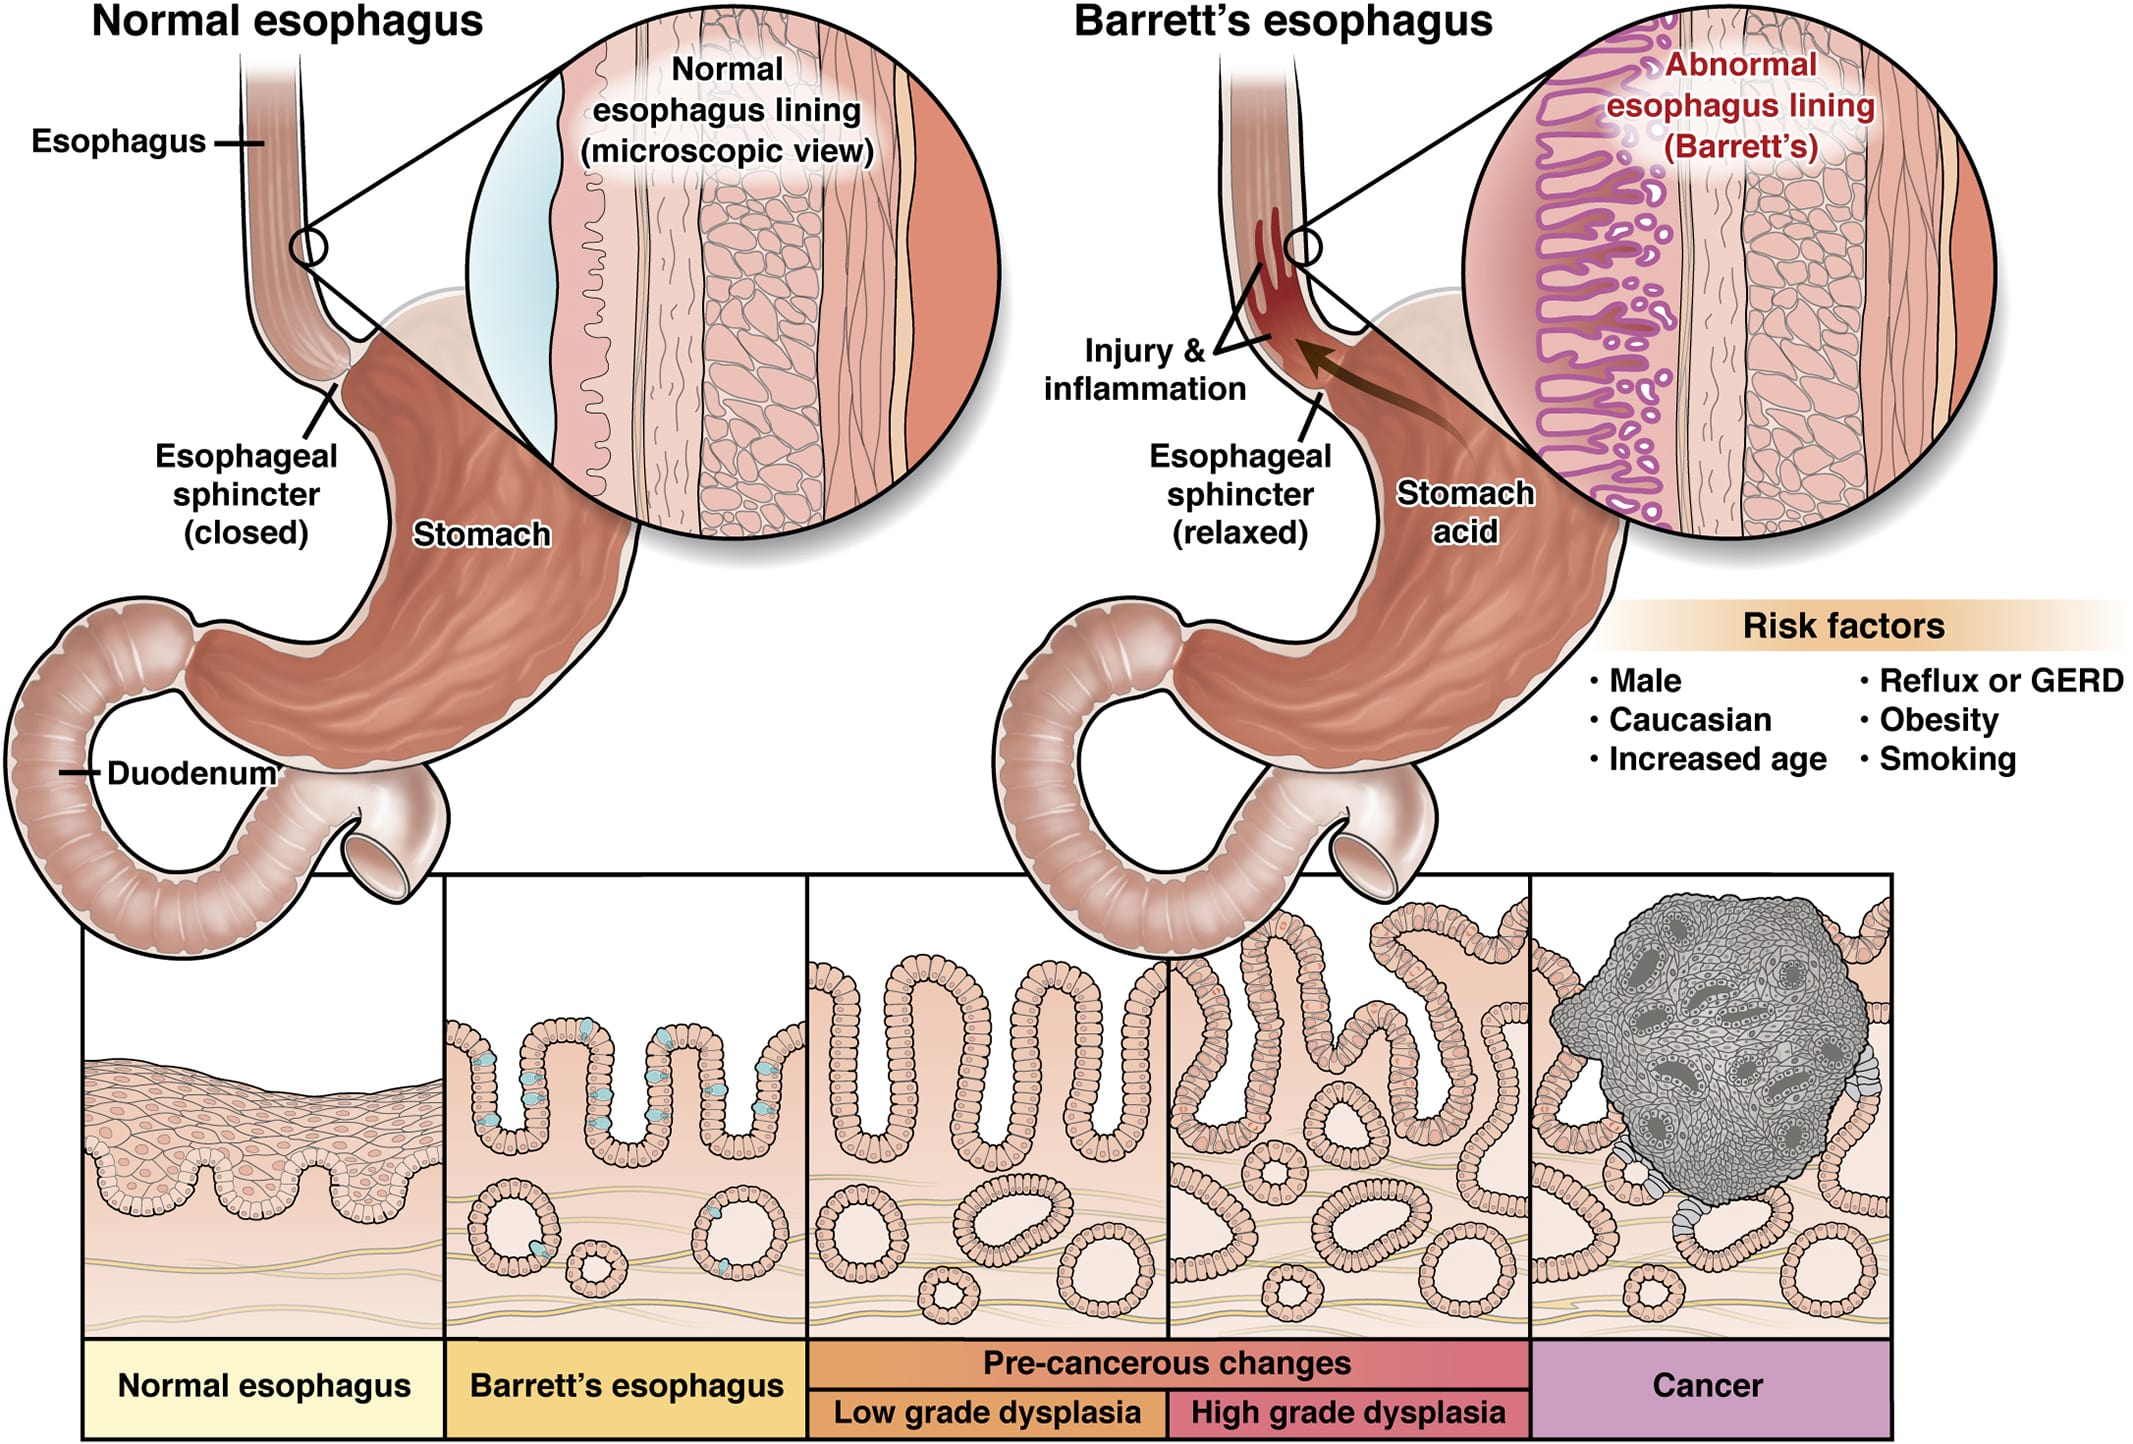 Normal esophagus
Esophagus
Normal
esophagus lining
(microscopic view)
Esophageal
sphincter
(closed)
Stomach
Duodenum
Barrett’s esophagus
Abnormal
esophagus lining
(Barrett’s)
Injury &
inflammation
Esophageal
sphincter
(relaxed)
Stomach
acid
Risk factors
• Male
• Caucasian
• Increased age
• Reflux or GERD
• Obesity
• Smoking
Normal esophagus
Barrett’s esophagus
Pre-cancerous changes
Low grade dysplasia
High grade dysplasia
Cancer